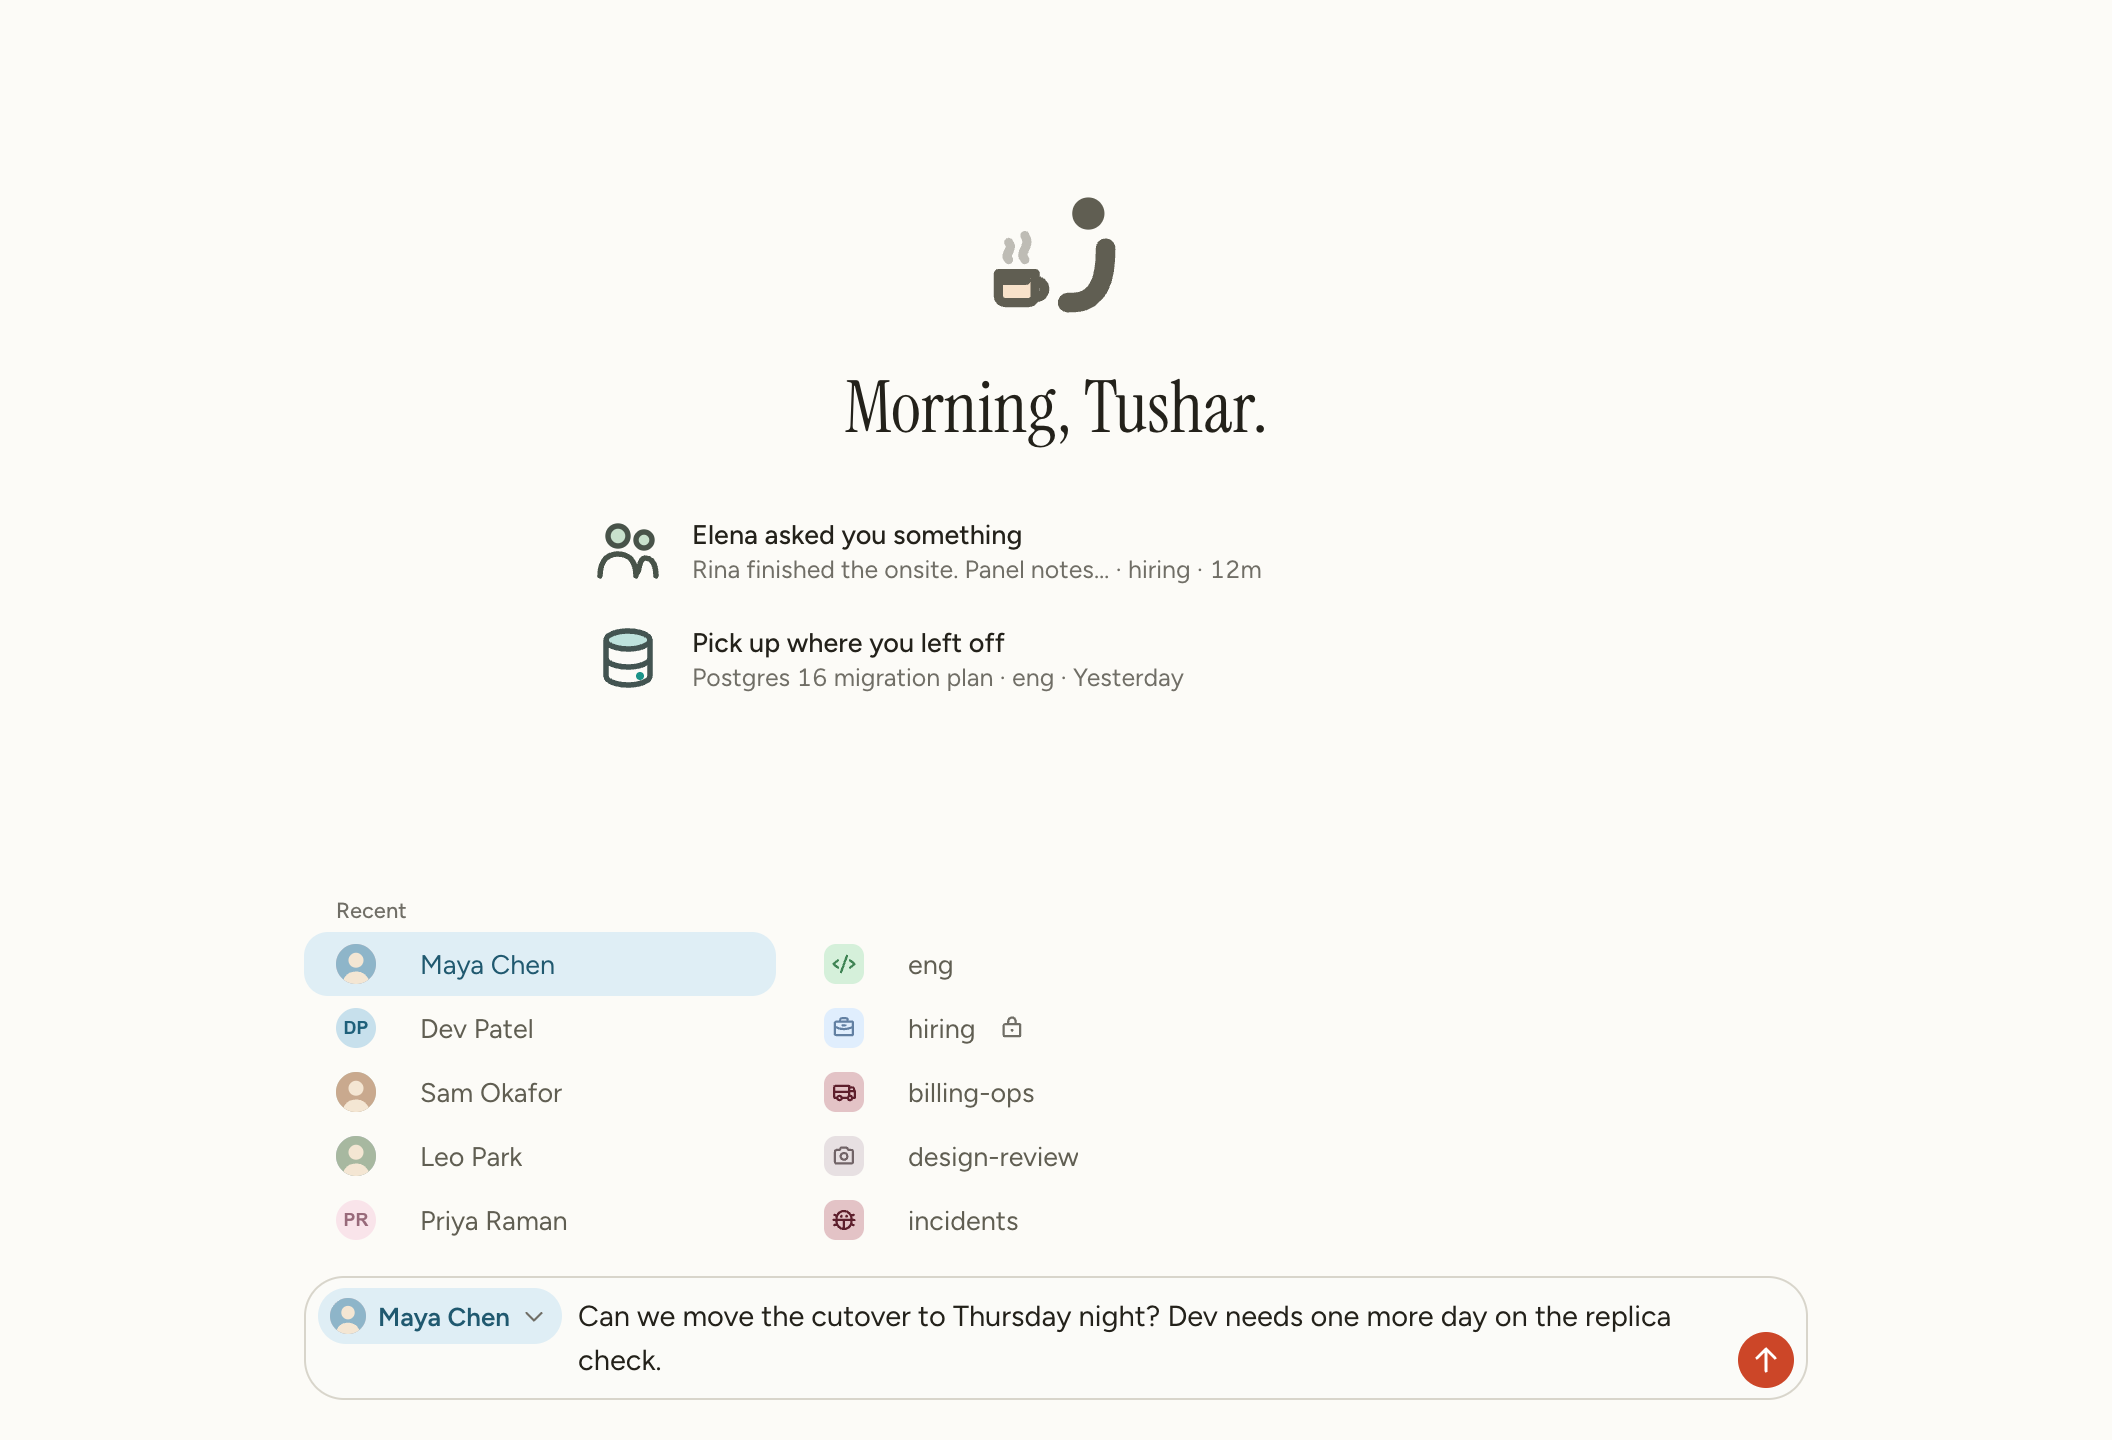 Morning, Tushar.
Elena asked you something
Rina finished the onsite. Panel notes... · hiring · 12m
Pick up where you left off
Postgres 16 migration plan · eng · Yesterday
Recent
Maya Chen
DP Dev Patel
Sam Okafor
Leo Park
PR Priya Raman
eng
hiring
billing-ops
design-review
incidents
Maya Chen
Can we move the cutover to Thursday night? Dev needs one more day on the replica
check.